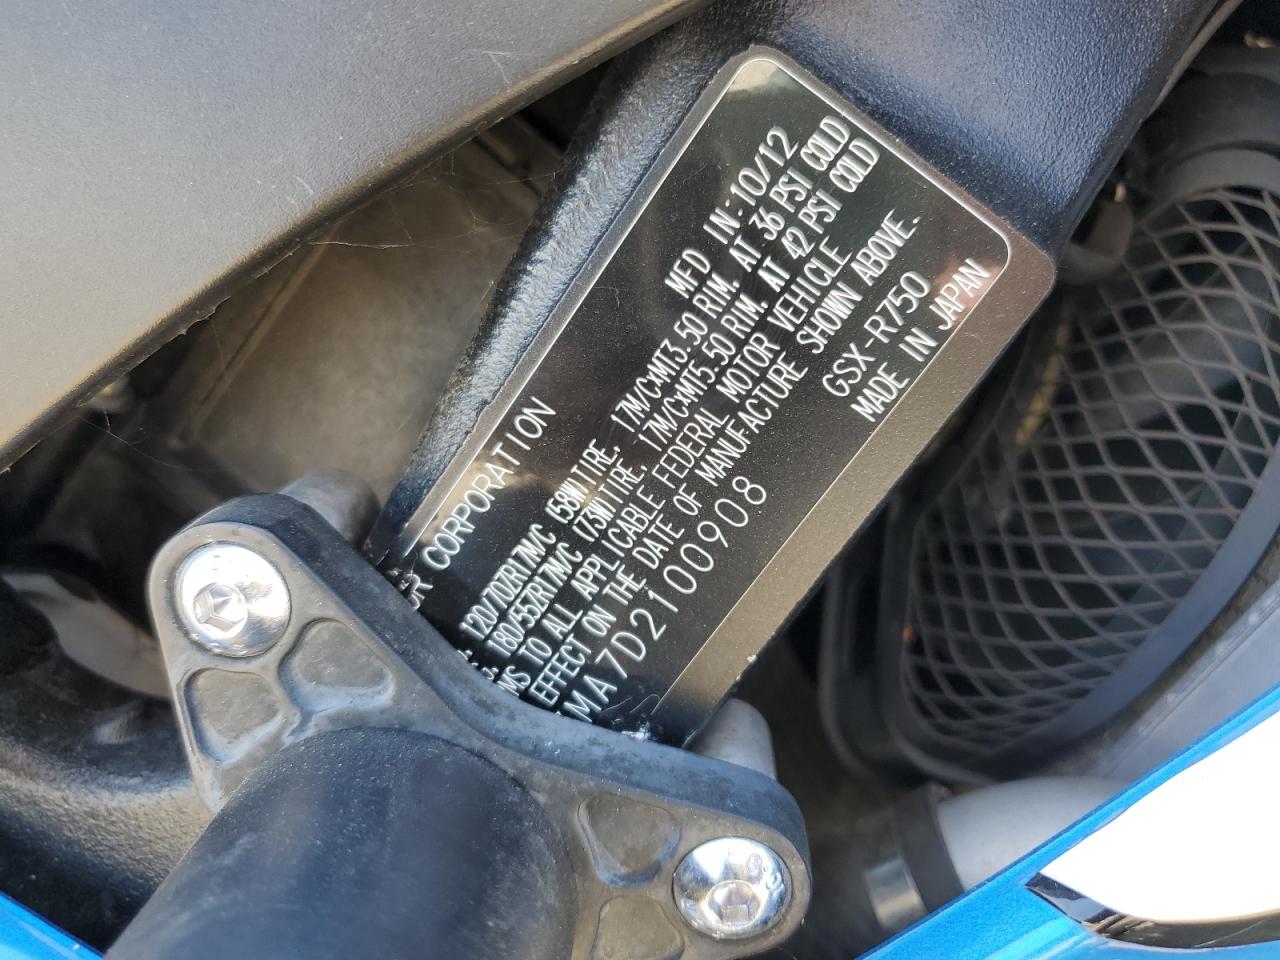 CORPORATION MFD IN: 10/12
120/70ZR17M/C (58W)TIRE, 17M/CxMT3.50 RIM, AT 36 PSI COLD
180/55ZR17M/C (73W)TIRE, 17M/CxMT5.50 RIM, AT 42 PSI COLD
TO ALL APPLICABLE FEDERAL MOTOR VEHICLE
EFFECT ON THE DATE OF MANUFACTURE SHOWN ABOVE.
MA7D2100908 GSX-R750
MADE IN JAPAN